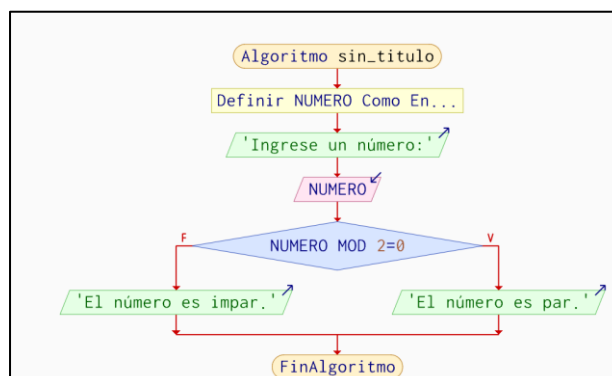 Algoritmo sin_titulo
Definir NUMERO Como En...
'Ingrese un número:'
NUMERO
F
NUMERO MOD 2=0
V
'El número es impar.'
'El número es par.'
FinAlgoritmo